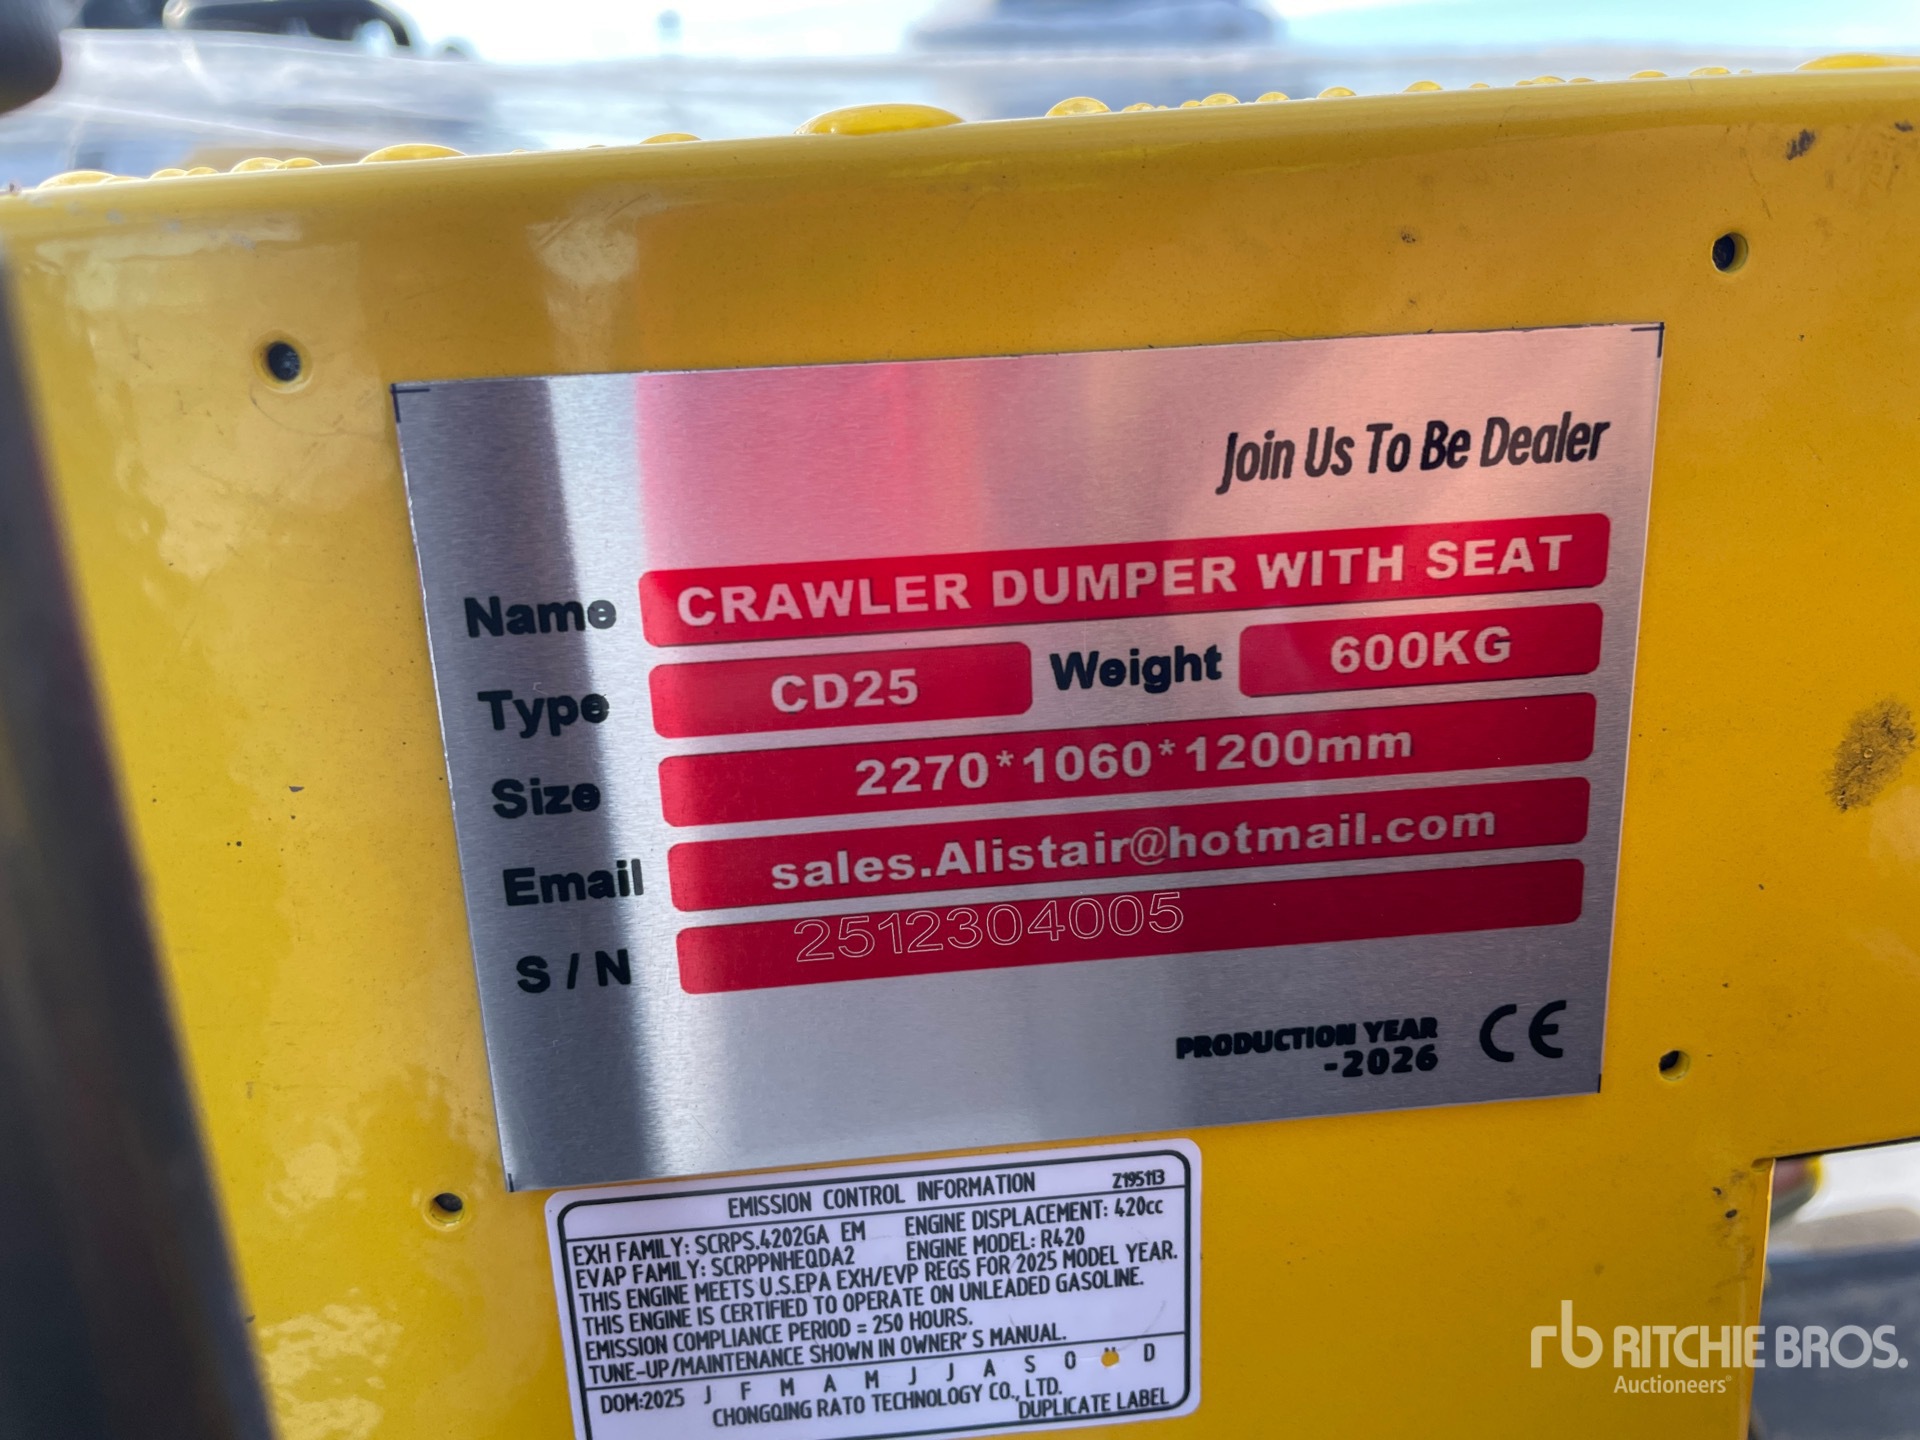 Join Us To Be Dealer
Name CRAWLER DUMPER WITH SEAT
Type CD25 Weight 600KG
Size 2270*1060*1200mm
Email sales.Alistair@hotmail.com
S / N 2512304005
PRODUCTION YEAR
-2026 CE
EMISSION CONTROL INFORMATION Z195113
EXH FAMILY: SCRPS.4202GA EM ENGINE DISPLACEMENT: 420cc
EVAP FAMILY: SCRPPNHEQDA2 ENGINE MODEL: R420
THIS ENGINE MEETS U.S.EPA EXH/EVP REGS FOR 2025 MODEL YEAR.
THIS ENGINE IS CERTIFIED TO OPERATE ON UNLEADED GASOLINE.
EMISSION COMPLIANCE PERIOD = 250 HOURS.
TUNE-UP/MAINTENANCE SHOWN IN OWNER'S MANUAL.
DOM:2025 J F M A M J J A S O N D
CHONGQING RATO TECHNOLOGY CO., LTD.
DUPLICATE LABEL
rb RITCHIE BROS.
Auctioneers